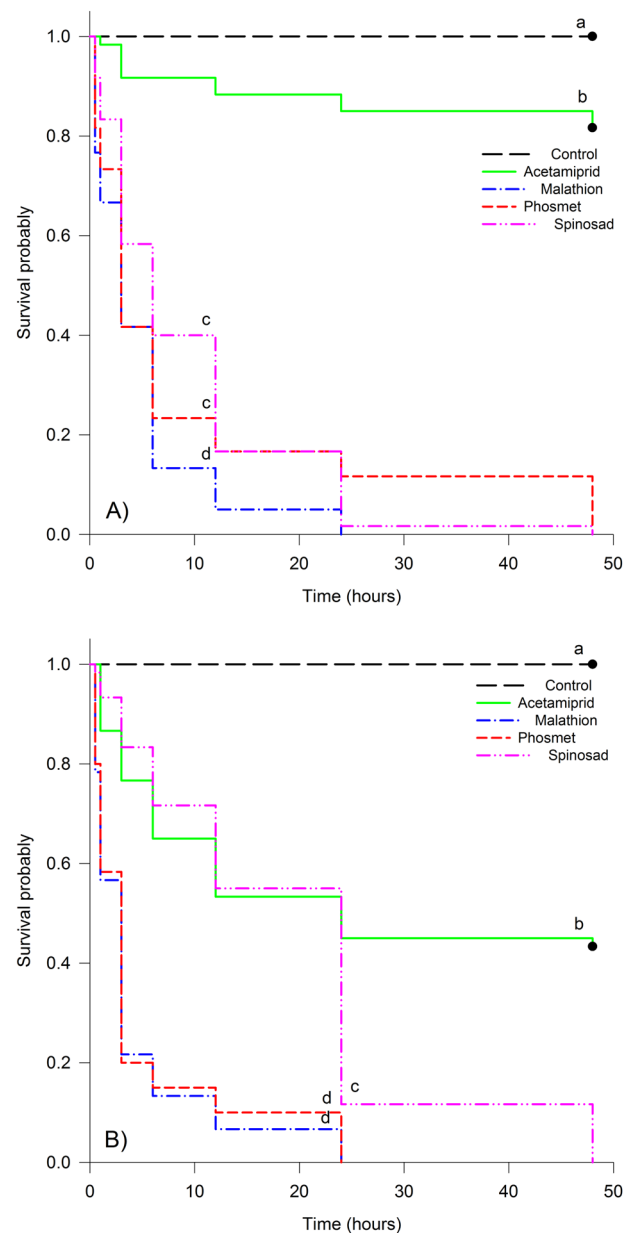 a
1.0
b
0.8
Control
Acetamiprid
Malathion
Phosmet
Spinosad
0.6
Survival probably
0.4
c
c
0.2
d
A)
0.0
0 10 20 30 40 50
Time (hours)
a
1.0
Control
Acetamiprid
Malathion
Phosmet
Spinosad
0.8
0.6
Survival probably
b
0.4
0.2
c
d
d
B)
0.0
0 10 20 30 40 50
Time (hours)